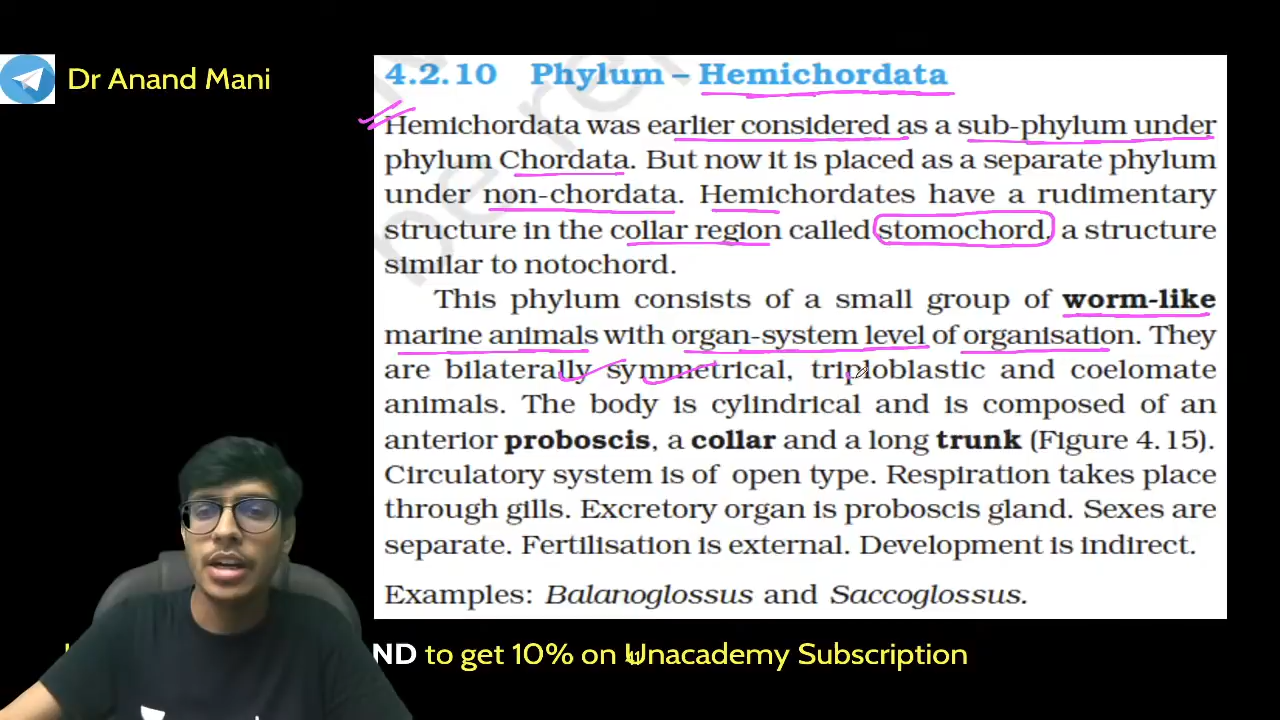 Dr Anand Mani
4.2.10 Phylum – Hemichordata
Hemichordata was earlier considered as a sub-phylum under
phylum Chordata. But now it is placed as a separate phylum
under non-chordata. Hemichordates have a rudimentary
structure in the collar region called stomochord, a structure
similar to notochord.
This phylum consists of a small group of worm-like
marine animals with organ-system level of organisation. They
are bilaterally symmetrical, triploblastic and coelomate
animals. The body is cylindrical and is composed of an
anterior proboscis, a collar and a long trunk (Figure 4.15).
Circulatory system is of open type. Respiration takes place
through gills. Excretory organ is proboscis gland. Sexes are
separate. Fertilisation is external. Development is indirect.
Examples: Balanoglossus and Saccoglossus.
ND to get 10% on Unacademy Subscription